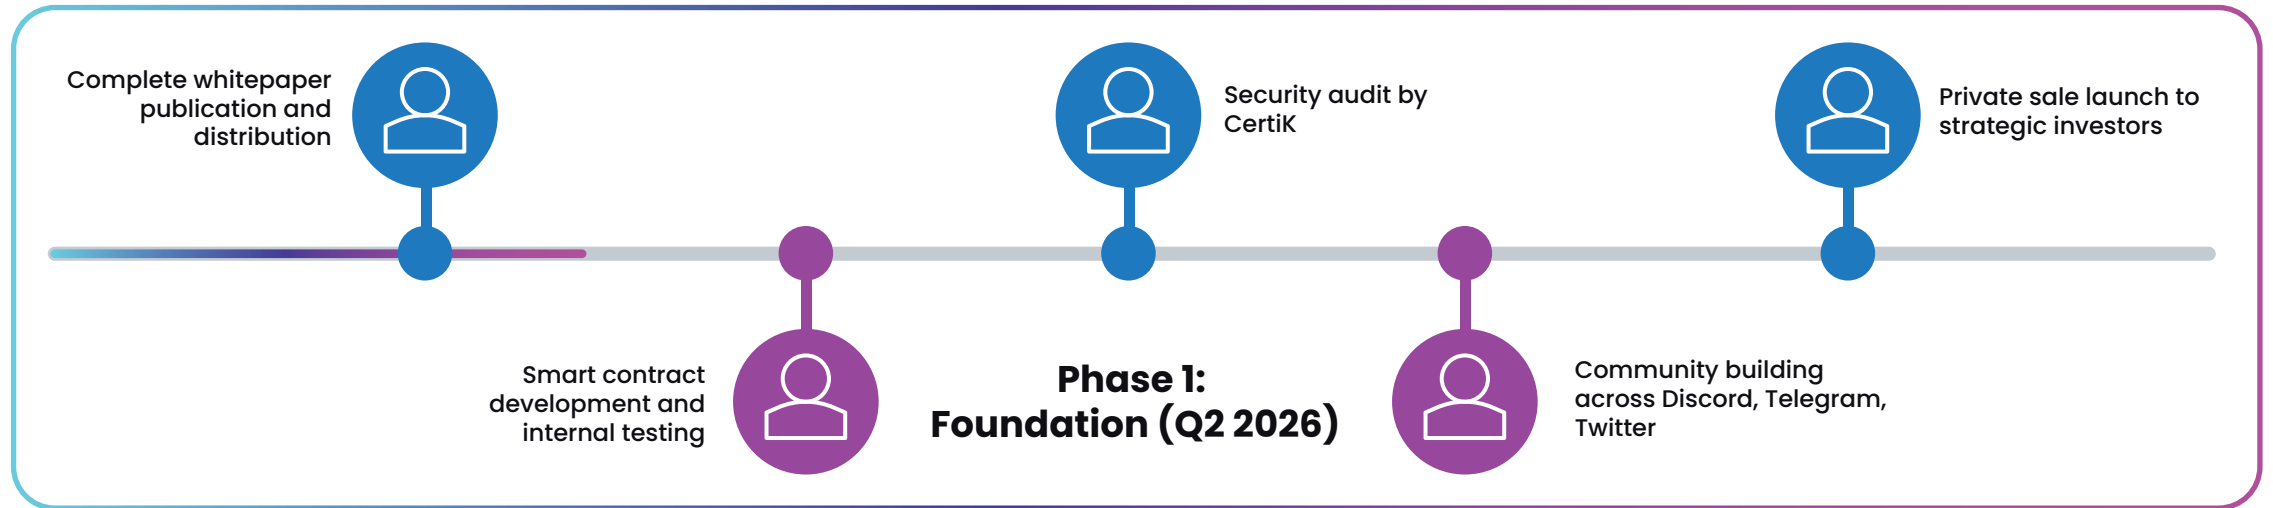 Complete whitepaper
publication and
distribution
Security audit by
CertiK
Private sale launch to
strategic investors
Smart contract
development and
internal testing
Phase 1:
Foundation (Q2 2026)
Community building
across Discord, Telegram,
Twitter